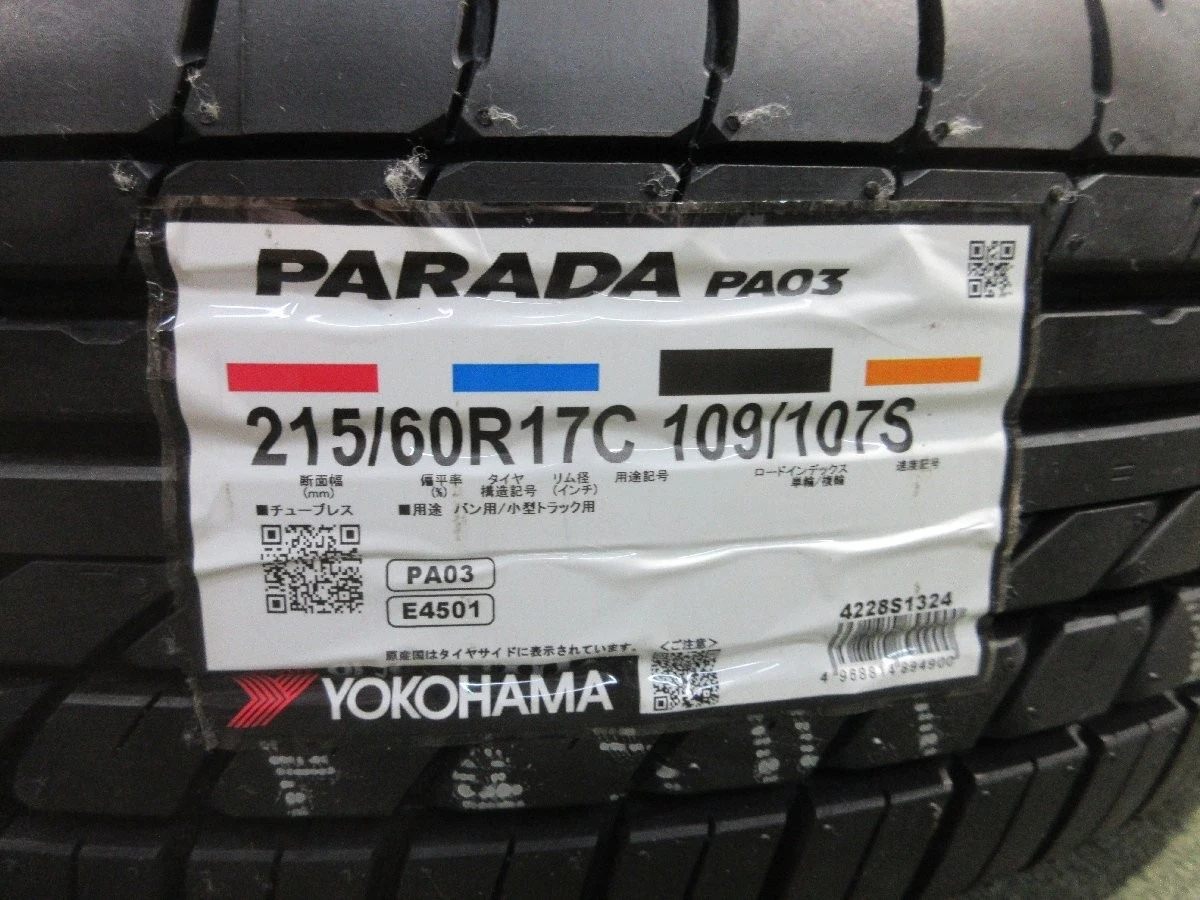 PARADA PA03
215/60R17C 109/107S
断面幅 (mm)
偏平率 (%)
タイヤ 構造記号
リム径 (インチ)
用途記号
ロードインデックス 単輪/複輪
速度記号
■チューブレス ■用途 バン用/小型トラック用
PA03
E4501
4228S1324
4 968814 994900
原産国はタイヤサイドに表示されています。
<ご注意>
YOKOHAMA